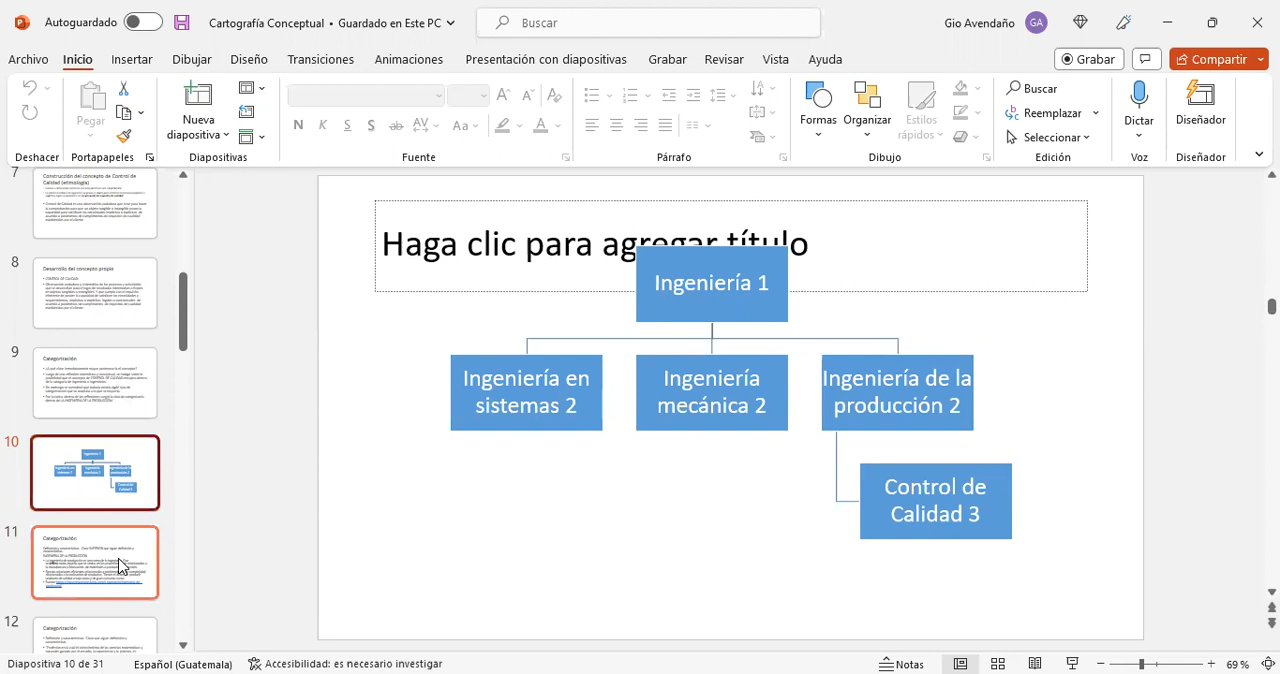 Autoguardado
Cartografía Conceptual • Guardado en Este PC
Buscar
Gio Avendaño
GA
Archivo
Inicio
Insertar
Dibujar
Diseño
Transiciones
Animaciones
Presentación con diapositivas
Grabar
Revisar
Vista
Ayuda
Grabar
Compartir
Pegar
Nueva
diapositiva
N K S S ab AV Aa A
Formas
Organizar
Estilos
rápidos
Buscar
Reemplazar
Seleccionar
Dictar
Diseñador
Deshacer
Portapapeles
Diapositivas
Fuente
Párrafo
Dibujo
Edición
Voz
Diseñador
7
Construcción del concepto de Control de
Calidad (etimología)
8
Desarrollo del concepto propio
9
Categorización
10
11
Categorización
12
Categorización
Haga clic para agregar título
Ingeniería 1
Ingeniería en
sistemas 2
Ingeniería
mecánica 2
Ingeniería de la
producción 2
Control de
Calidad 3
Diapositiva 10 de 31
Español (Guatemala)
Accesibilidad: es necesario investigar
Notas
69 %